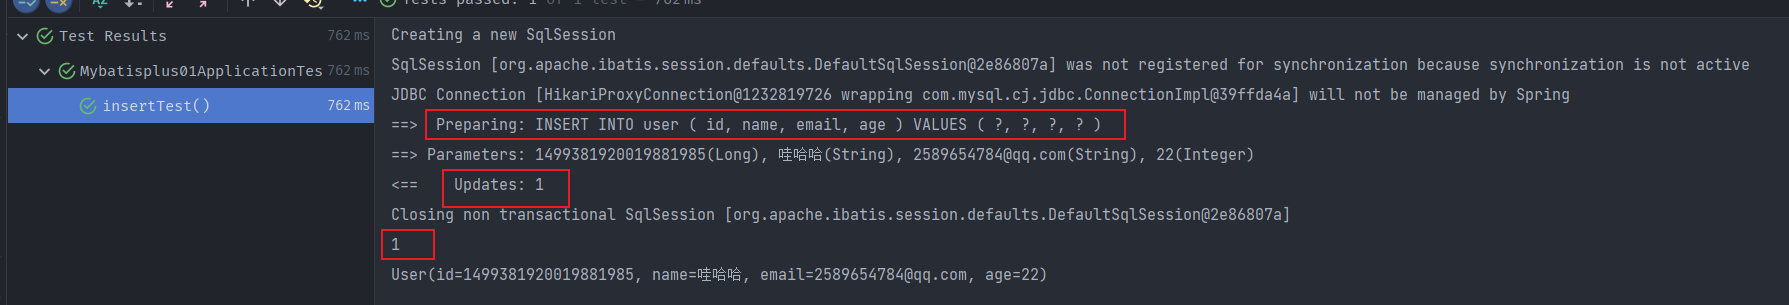 Tests passed: 1 of 1 test – 762 ms
Test Results 762 ms
Mybatisplus01ApplicationTes 762 ms
insertTest() 762 ms
Creating a new SqlSession
SqlSession [org.apache.ibatis.session.defaults.DefaultSqlSession@2e86807a] was not registered for synchronization because synchronization is not active
JDBC Connection [HikariProxyConnection@1232819726 wrapping com.mysql.cj.jdbc.ConnectionImpl@39ffda4a] will not be managed by Spring
==> Preparing: INSERT INTO user ( id, name, email, age ) VALUES ( ?, ?, ?, ? )
==> Parameters: 1499381920019881985(Long), 哇哈哈(String), 2589654784@qq.com(String), 22(Integer)
<== Updates: 1
Closing non transactional SqlSession [org.apache.ibatis.session.defaults.DefaultSqlSession@2e86807a]
1
User(id=1499381920019881985, name=哇哈哈, email=2589654784@qq.com, age=22)